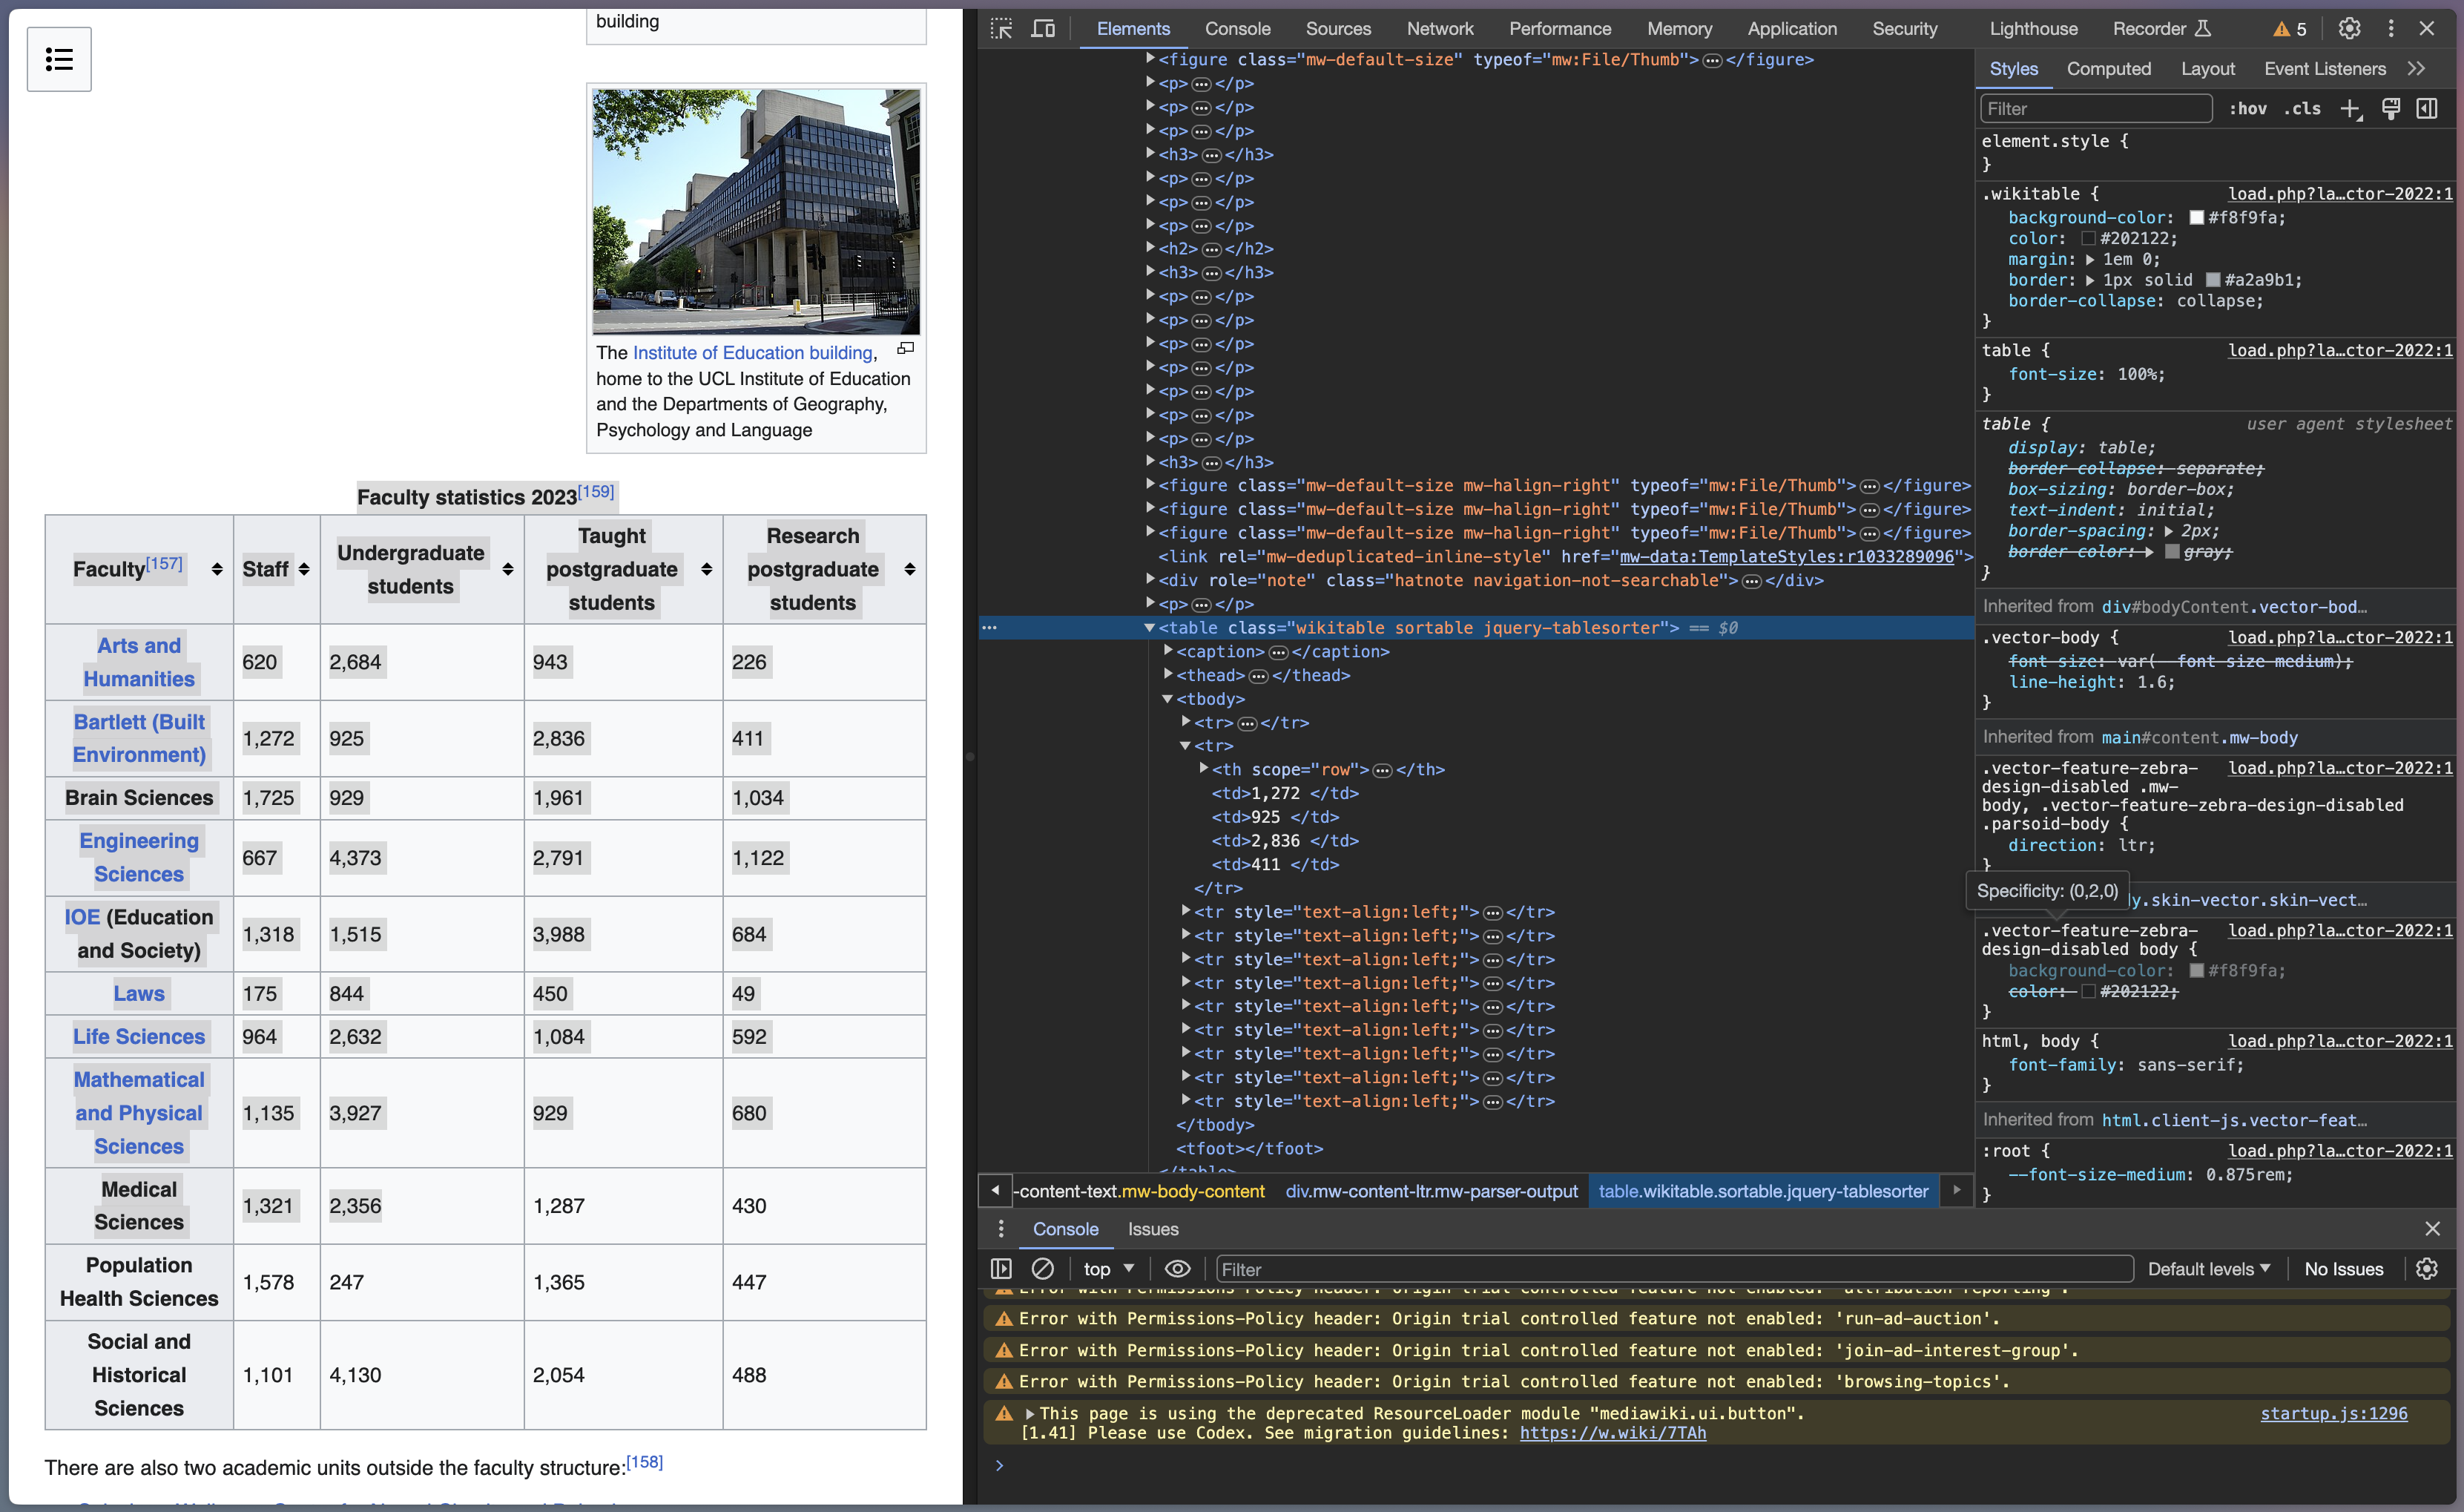 building
The Institute of Education building,
home to the UCL Institute of Education
and the Departments of Geography,
Psychology and Language
Faculty statistics 2023[159]
Faculty[157] Staff Undergraduate students Taught postgraduate students Research postgraduate students
Arts and Humanities 620 2,684 943 226
Bartlett (Built Environment) 1,272 925 2,836 411
Brain Sciences 1,725 929 1,961 1,034
Engineering Sciences 667 4,373 2,791 1,122
IOE (Education and Society) 1,318 1,515 3,988 684
Laws 175 844 450 49
Life Sciences 964 2,632 1,084 592
Mathematical and Physical Sciences 1,135 3,927 929 680
Medical Sciences 1,321 2,356 1,287 430
Population Health Sciences 1,578 247 1,365 447
Social and Historical Sciences 1,101 4,130 2,054 488
There are also two academic units outside the faculty structure:[158]
Elements Console Sources Network Performance Memory Application Security Lighthouse Recorder 5
<figure class="mw-default-size" typeof="mw:File/Thumb">…</figure>
<p>…</p>
<p>…</p>
<p>…</p>
<h3>…</h3>
<p>…</p>
<p>…</p>
<p>…</p>
<h2>…</h2>
<h3>…</h3>
<p>…</p>
<p>…</p>
<p>…</p>
<p>…</p>
<p>…</p>
<p>…</p>
<p>…</p>
<h3>…</h3>
<figure class="mw-default-size mw-halign-right" typeof="mw:File/Thumb">…</figure>
<figure class="mw-default-size mw-halign-right" typeof="mw:File/Thumb">…</figure>
<figure class="mw-default-size mw-halign-right" typeof="mw:File/Thumb">…</figure>
<link rel="mw-deduplicated-inline-style" href="mw-data:TemplateStyles:r1033289096">
<div role="note" class="hatnote navigation-not-searchable">…</div>
<p>…</p>
… <table class="wikitable sortable jquery-tablesorter"> == $0
<caption>…</caption>
<thead>…</thead>
<tbody>
<tr>…</tr>
<tr>
<th scope="row">…</th>
<td>1,272 </td>
<td>925 </td>
<td>2,836 </td>
<td>411 </td>
</tr>
<tr style="text-align:left;">…</tr>
<tr style="text-align:left;">…</tr>
<tr style="text-align:left;">…</tr>
<tr style="text-align:left;">…</tr>
<tr style="text-align:left;">…</tr>
<tr style="text-align:left;">…</tr>
<tr style="text-align:left;">…</tr>
<tr style="text-align:left;">…</tr>
<tr style="text-align:left;">…</tr>
</tbody>
<tfoot></tfoot>
</table>
-content-text.mw-body-content div.mw-content-ltr.mw-parser-output table.wikitable.sortable.jquery-tablesorter
Styles Computed Layout Event Listeners
Filter :hov .cls
element.style {
}
.wikitable { load.php?la…ctor-2022:1
background-color: #f8f9fa;
color: #202122;
margin: 1em 0;
border: 1px solid #a2a9b1;
border-collapse: collapse;
}
table { load.php?la…ctor-2022:1
font-size: 100%;
}
table { user agent stylesheet
display: table;
border-collapse: separate;
box-sizing: border-box;
text-indent: initial;
border-spacing: 2px;
border-color: gray;
}
Inherited from div#bodyContent.vector-bod…
.vector-body { load.php?la…ctor-2022:1
font-size: var(--font-size-medium);
line-height: 1.6;
}
Inherited from main#content.mw-body
.vector-feature-zebra- load.php?la…ctor-2022:1
design-disabled .mw-
body, .vector-feature-zebra-design-disabled
.parsoid-body {
direction: ltr;
}
Specificity: (0,2,0)
y.skin-vector.skin-vect…
.vector-feature-zebra- load.php?la…ctor-2022:1
design-disabled body {
background-color: #f8f9fa;
color: #202122;
}
html, body { load.php?la…ctor-2022:1
font-family: sans-serif;
}
Inherited from html.client-js.vector-feat…
:root { load.php?la…ctor-2022:1
--font-size-medium: 0.875rem;
}
Console Issues
top Filter Default levels No Issues
Error with Permissions-Policy header: Origin trial controlled feature not enabled: 'attribution-reporting'.
Error with Permissions-Policy header: Origin trial controlled feature not enabled: 'run-ad-auction'.
Error with Permissions-Policy header: Origin trial controlled feature not enabled: 'join-ad-interest-group'.
Error with Permissions-Policy header: Origin trial controlled feature not enabled: 'browsing-topics'.
This page is using the deprecated ResourceLoader module "mediawiki.ui.button". startup.js:1296
[1.41] Please use Codex. See migration guidelines: https://w.wiki/7TAh